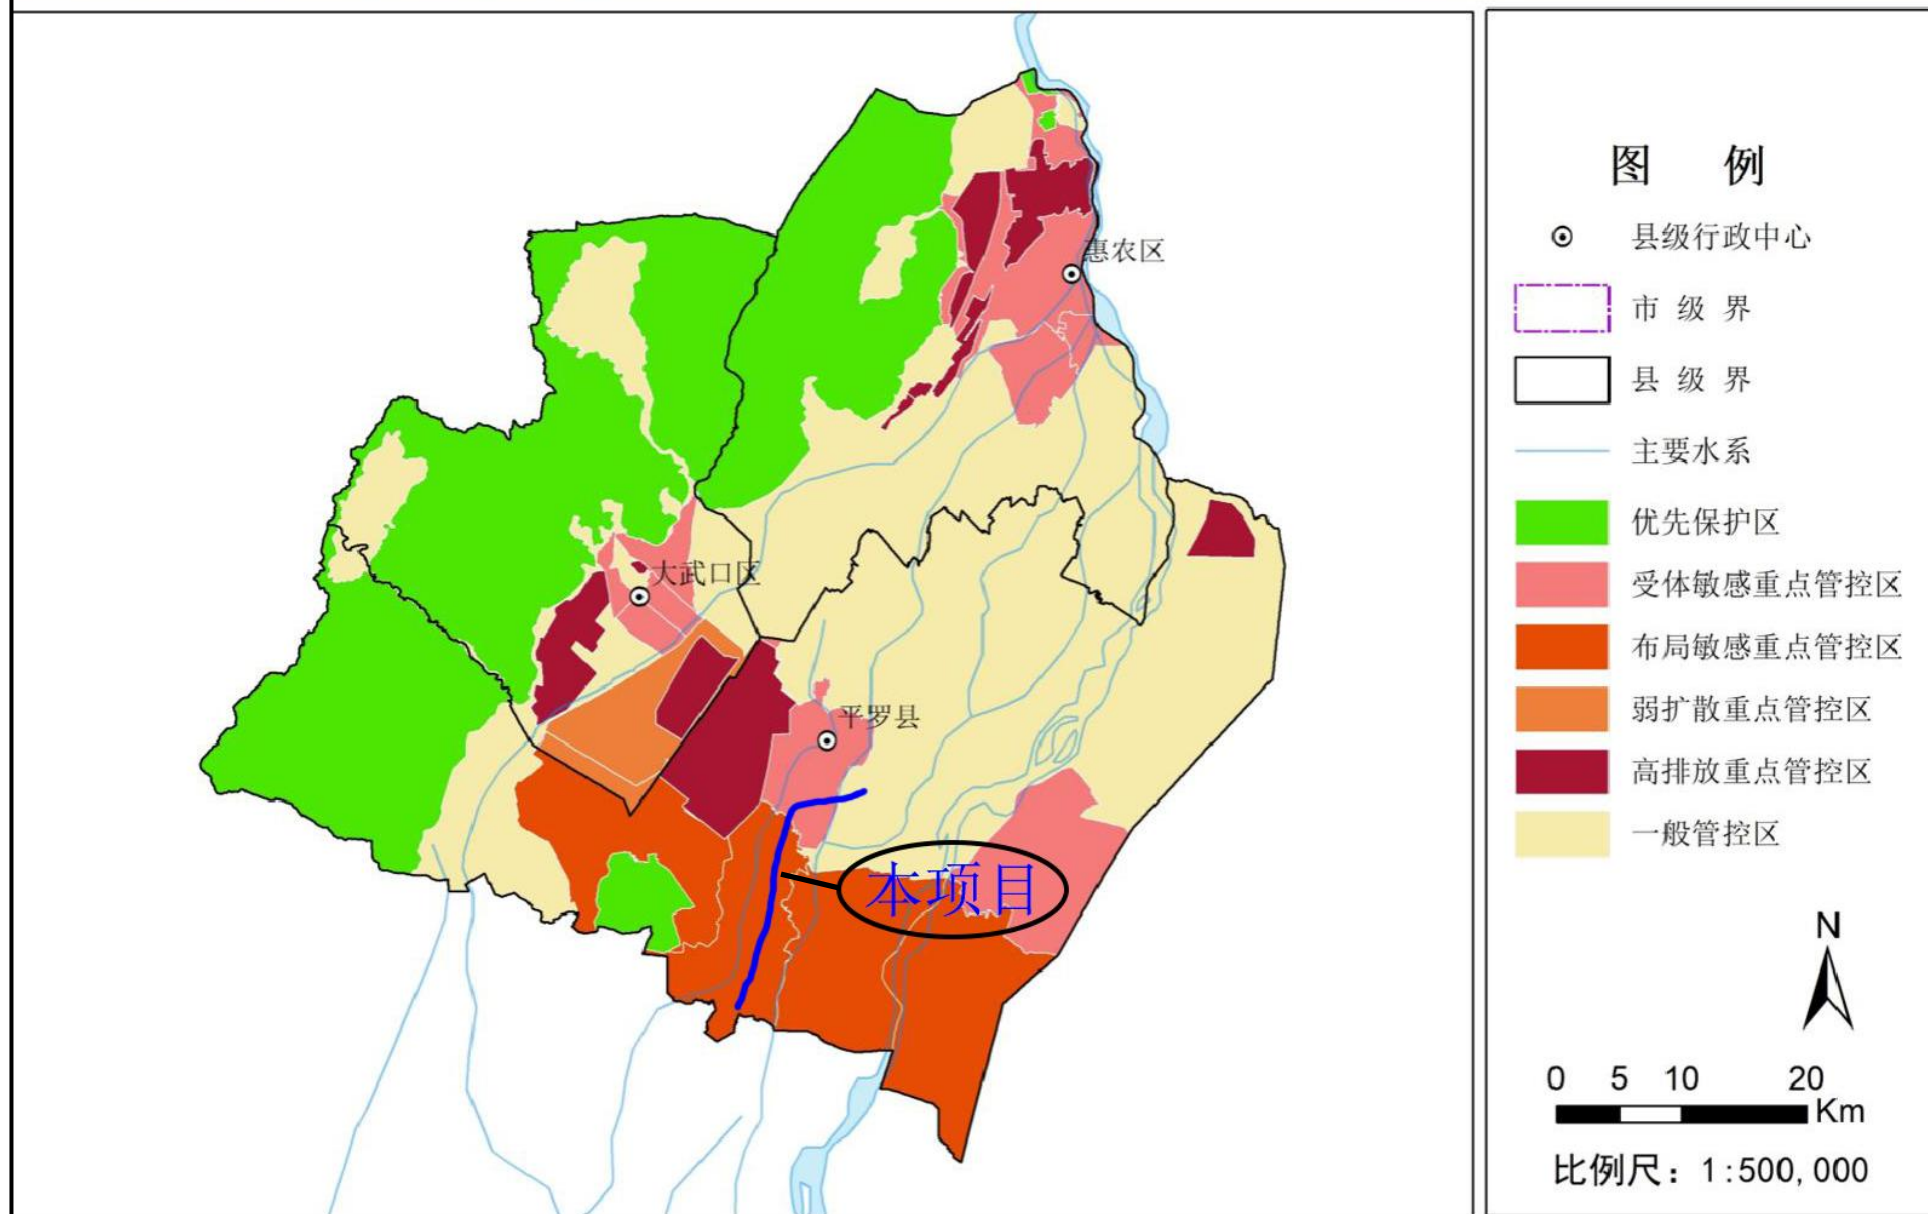 惠农区
大武口区
平罗县
本项目
图 例
县级行政中心
市 级 界
县 级 界
主要水系
优先保护区
受体敏感重点管控区
布局敏感重点管控区
弱扩散重点管控区
高排放重点管控区
一般管控区
N
0 5 10 20
Km
比例尺：1:500,000